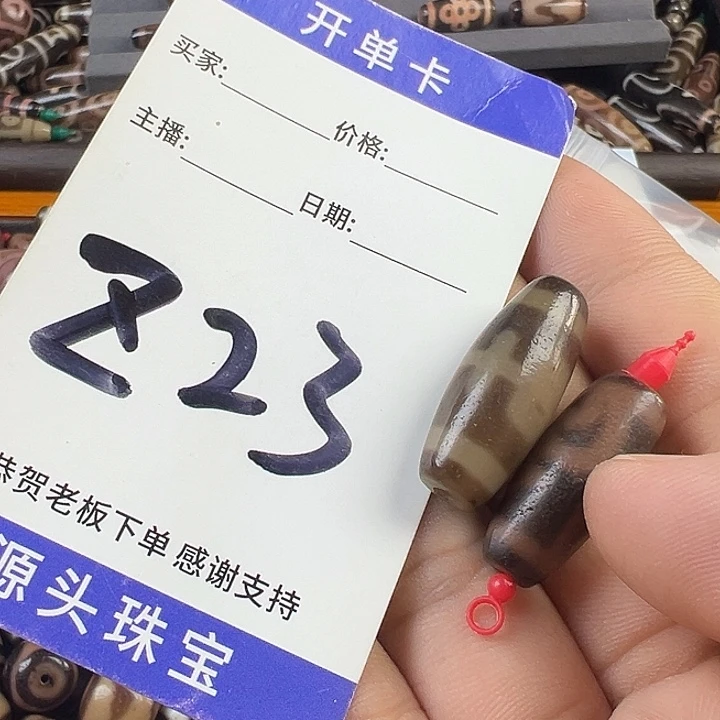 开单卡
买家:
价格:
主播:
日期:
Z23
恭贺老板下单 感谢支持
源头珠宝